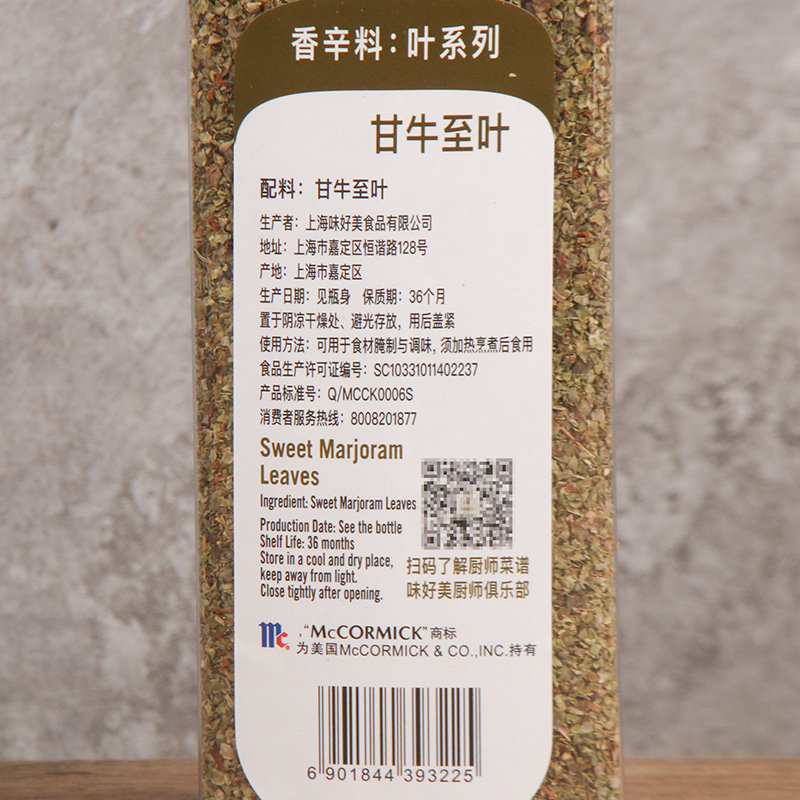 香辛料：叶系列
甘牛至叶
配料：甘牛至叶
生产者：上海味好美食品有限公司
地址：上海市嘉定区恒谐路128号
产地：上海市嘉定区
生产日期：见瓶身 保质期：36个月
置于阴凉干燥处、避光存放，用后盖紧
使用方法：可用于食材腌制与调味，须加热烹煮后食用
食品生产许可证编号：SC10331011402237
产品标准号：Q/MCCK0006S
消费者服务热线：8008201877
Sweet Marjoram
Leaves
Ingredient: Sweet Marjoram Leaves
Production Date: See the bottle
Shelf Life: 36 months
Store in a cool and dry place,
keep away from light.
Close tightly after opening.
扫码了解厨师菜谱
味好美厨师俱乐部
Mc® ,“McCORMICK”商标
为美国McCORMICK & CO.,INC.持有
6 901844 393225